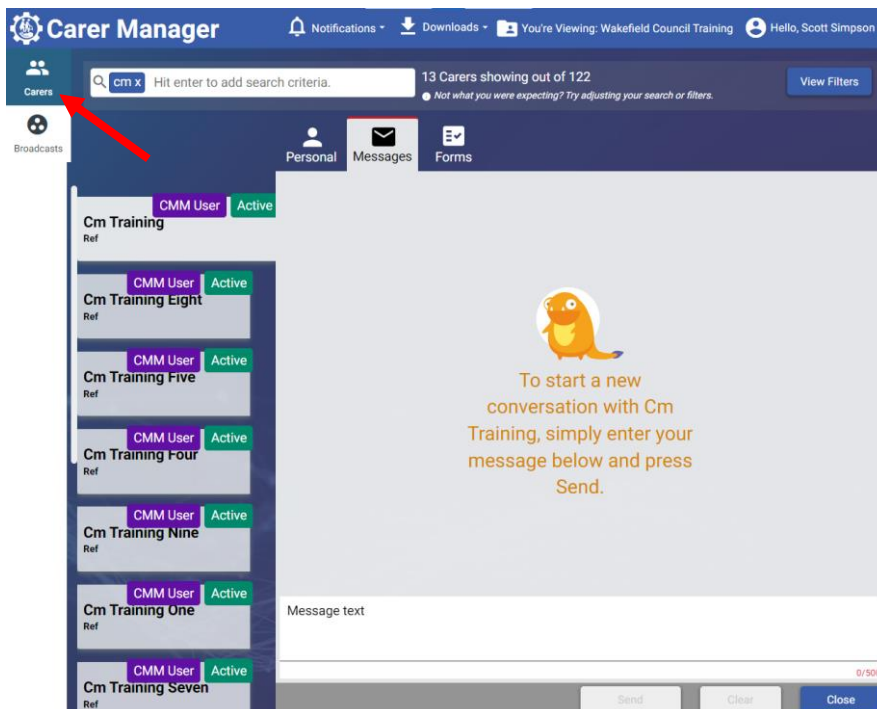 Carer Manager
Notifications
Downloads
You're Viewing: Wakefield Council Training
Hello, Scott Simpson
Carers
cm x
Hit enter to add search criteria.
13 Carers showing out of 122
Not what you were expecting? Try adjusting your search or filters.
View Filters
Broadcasts
Personal
Messages
Forms
CMM User Active
Cm Training
Ref
CMM User Active
Cm Training Eight
Ref
CMM User Active
Cm Training Five
Ref
CMM User Active
Cm Training Four
Ref
CMM User Active
Cm Training Nine
Ref
CMM User Active
Cm Training One
Ref
CMM User Active
Cm Training Seven
Ref
To start a new
conversation with Cm
Training, simply enter your
message below and press
Send.
Message text
Send
Clear
Close